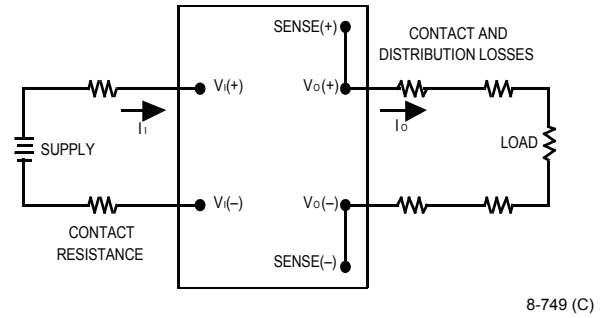 SENSE(+)
CONTACT AND
DISTRIBUTION LOSSES
VI(+)
VO(+)
II
IO
SUPPLY
LOAD
VI(–)
VO(–)
CONTACT
RESISTANCE
SENSE(–)
8-749 (C)